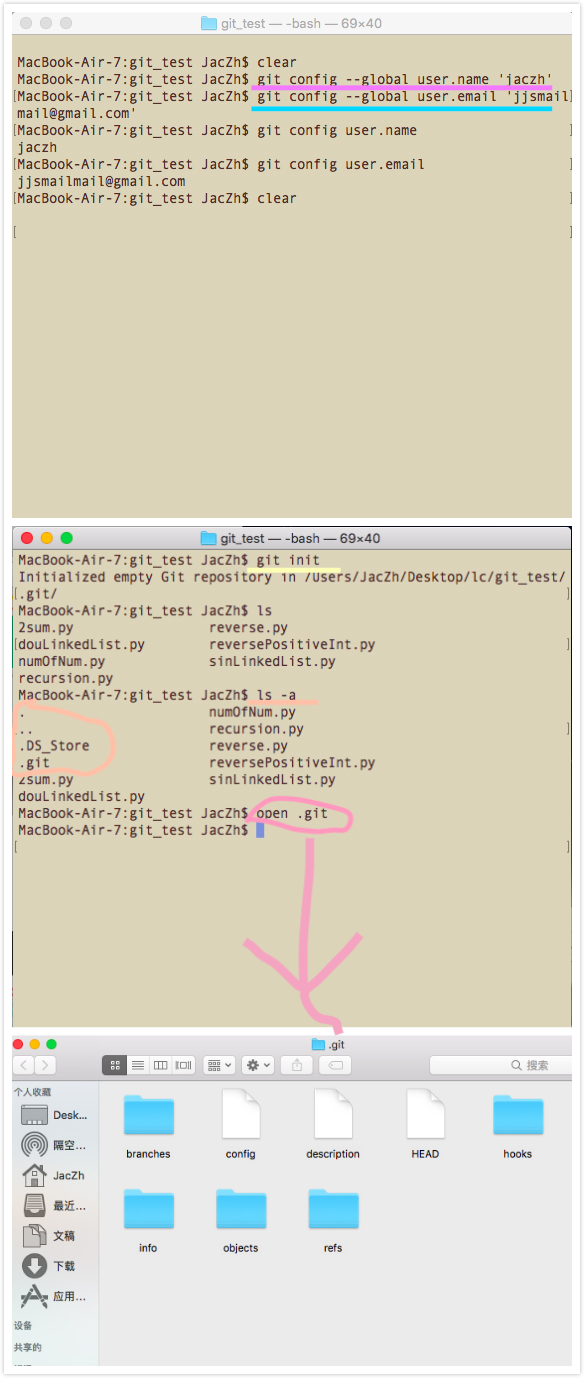 git_test — -bash — 69×40
MacBook-Air-7:git_test JacZh$ clear
MacBook-Air-7:git_test JacZh$ git config --global user.name 'jaczh'
[MacBook-Air-7:git_test JacZh$ git config --global user.email 'jjsmail]
mail@gmail.com'
[MacBook-Air-7:git_test JacZh$ git config user.name ]
jaczh
[MacBook-Air-7:git_test JacZh$ git config user.email ]
jjsmailmail@gmail.com
[MacBook-Air-7:git_test JacZh$ clear ]
[ ]
git_test — -bash — 69×40
MacBook-Air-7:git_test JacZh$ git init
Initialized empty Git repository in /Users/JacZh/Desktop/lc/git_test/
[.git/ ]
MacBook-Air-7:git_test JacZh$ ls
2sum.py reverse.py
[douLinkedList.py reversePositiveInt.py ]
numOfNum.py sinLinkedList.py
recursion.py
MacBook-Air-7:git_test JacZh$ ls -a
. numOfNum.py
.. recursion.py ]
.DS_Store reverse.py
.git reversePositiveInt.py
2sum.py sinLinkedList.py
douLinkedList.py
MacBook-Air-7:git_test JacZh$ open .git
MacBook-Air-7:git_test JacZh$
[ ]
.git
搜索
个人收藏
Desk...
隔空...
JacZh
最近...
文稿
下载
应用...
设备
共享的
branches config description HEAD hooks
info objects refs